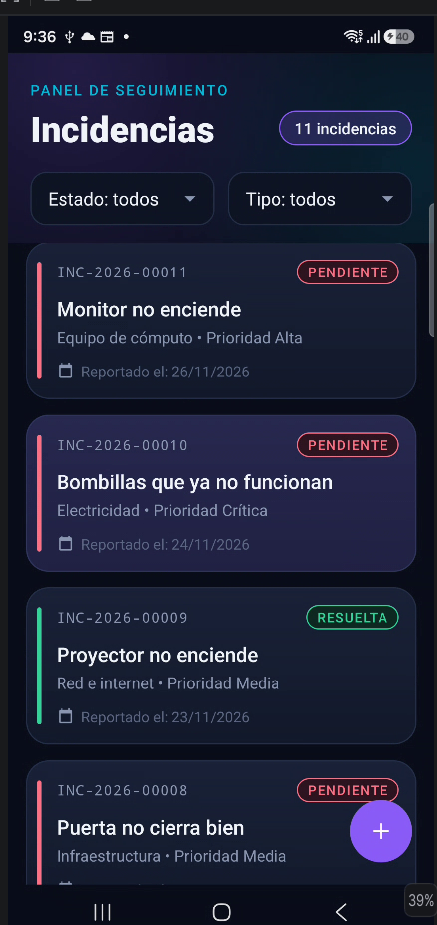 9:36
5
40
PANEL DE SEGUIMIENTO
Incidencias
11 incidencias
Estado: todos
Tipo: todos
INC-2026-00011
PENDIENTE
Monitor no enciende
Equipo de cómputo • Prioridad Alta
Reportado el: 26/11/2026
INC-2026-00010
PENDIENTE
Bombillas que ya no funcionan
Electricidad • Prioridad Crítica
Reportado el: 24/11/2026
INC-2026-00009
RESUELTA
Proyector no enciende
Red e internet • Prioridad Media
Reportado el: 23/11/2026
INC-2026-00008
PENDIENTE
Puerta no cierra bien
Infraestructura • Prioridad Media
+
39%